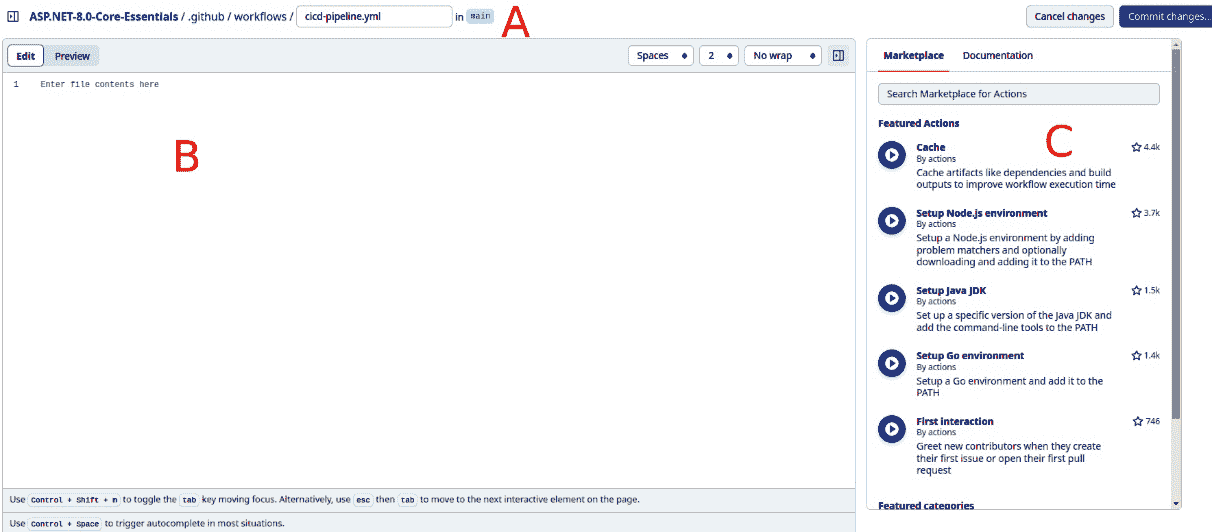 ASP.NET-8.0-Core-Essentials / .github / workflows / cicd-pipeline.yml in main
A
Cancel changes
Commit changes...
Edit
Preview
Spaces
2
No wrap
1 Enter file contents here
B
Marketplace
Documentation
Search Marketplace for Actions
Featured Actions
C
Cache
4.4k
By actions
Cache artifacts like dependencies and build
outputs to improve workflow execution time
Setup Node.js environment
3.7k
By actions
Setup a Node.js environment by adding
problem matchers and optionally
downloading and adding it to the PATH
Setup Java JDK
1.5k
By actions
Set up a specific version of the Java JDK and
add the command-line tools to the PATH
Setup Go environment
1.4k
By actions
Setup a Go environment and add it to the
PATH
First interaction
746
By actions
Greet new contributors when they create
their first issue or open their first pull
request
Featured categories
Use Control + Shift + m to toggle the tab key moving focus. Alternatively, use esc then tab to move to the next interactive element on the page.
Use Control + Space to trigger autocomplete in most situations.